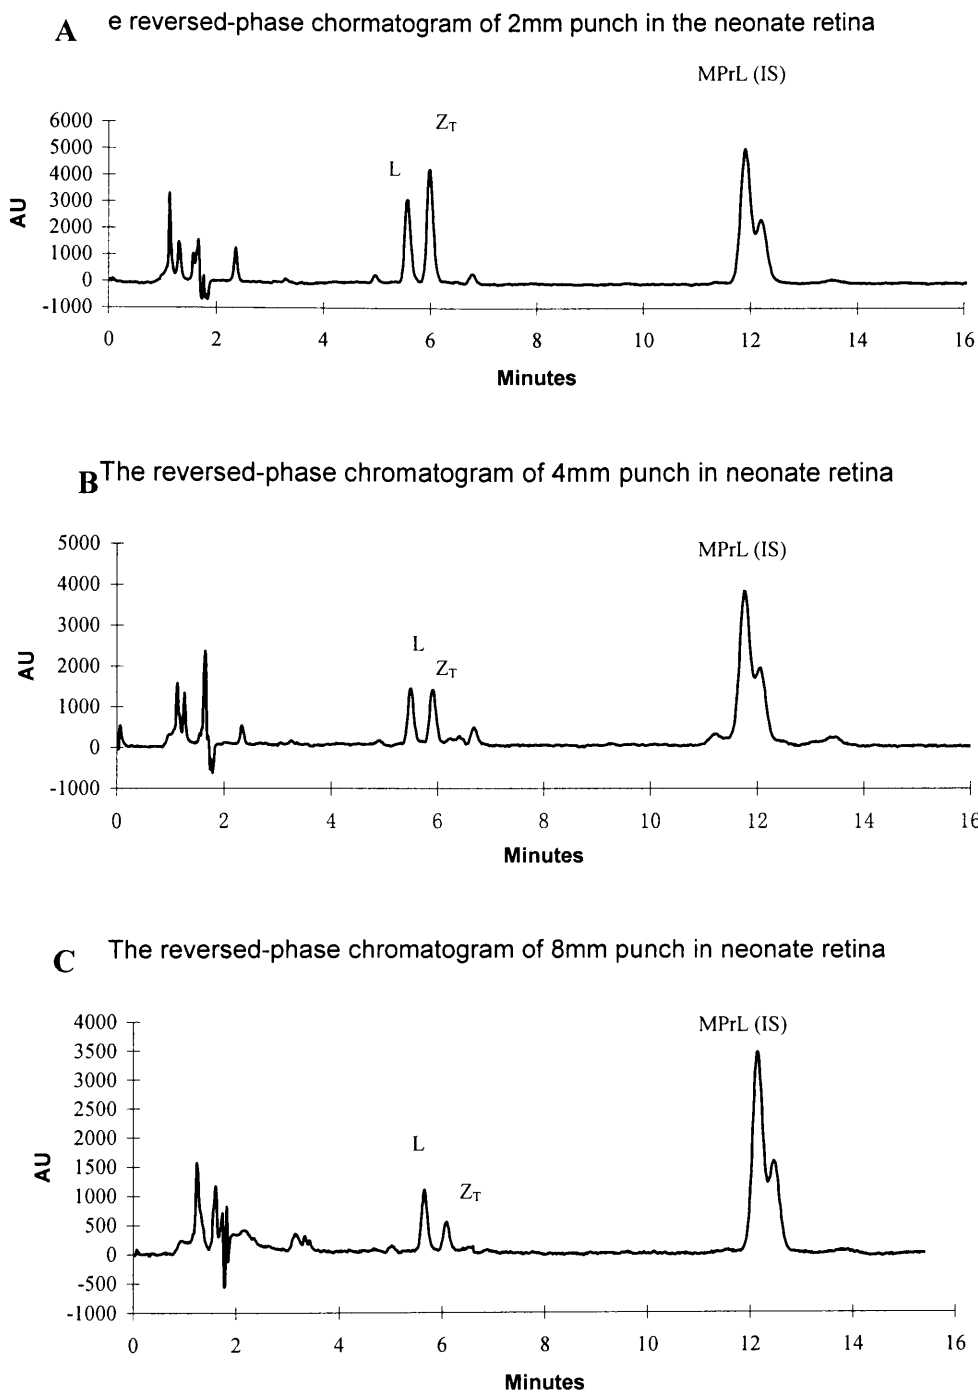 A e reversed-phase chormatogram of 2mm punch in the neonate retina
MPrL (IS)
ZT
L
6000
5000
4000
3000
2000
1000
0
-1000
AU
0 2 4 6 8 10 12 14 16
Minutes
B The reversed-phase chromatogram of 4mm punch in neonate retina
MPrL (IS)
L
ZT
5000
4000
3000
2000
1000
0
-1000
AU
0 2 4 6 8 10 12 14 16
Minutes
C The reversed-phase chromatogram of 8mm punch in neonate retina
MPrL (IS)
L
ZT
4000
3500
3000
2500
2000
1500
1000
500
0
-500
-1000
AU
0 2 4 6 8 10 12 14 16
Minutes